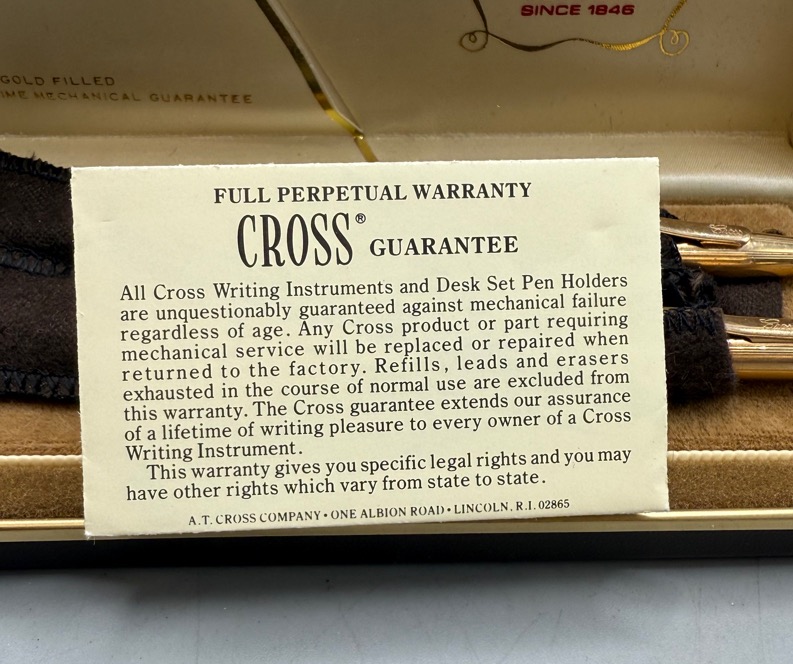 SINCE 1846
GOLD FILLED
IME MECHANICAL GUARANTEE
FULL PERPETUAL WARRANTY
CROSS® GUARANTEE
All Cross Writing Instruments and Desk Set Pen Holders
are unquestionably guaranteed against mechanical failure
regardless of age. Any Cross product or part requiring
mechanical service will be replaced or repaired when
returned to the factory. Refills, leads and erasers
exhausted in the course of normal use are excluded from
this warranty. The Cross guarantee extends our assurance
of a lifetime of writing pleasure to every owner of a Cross
Writing Instrument.
This warranty gives you specific legal rights and you may
have other rights which vary from state to state.
A.T. CROSS COMPANY • ONE ALBION ROAD • LINCOLN, R.I. 02865